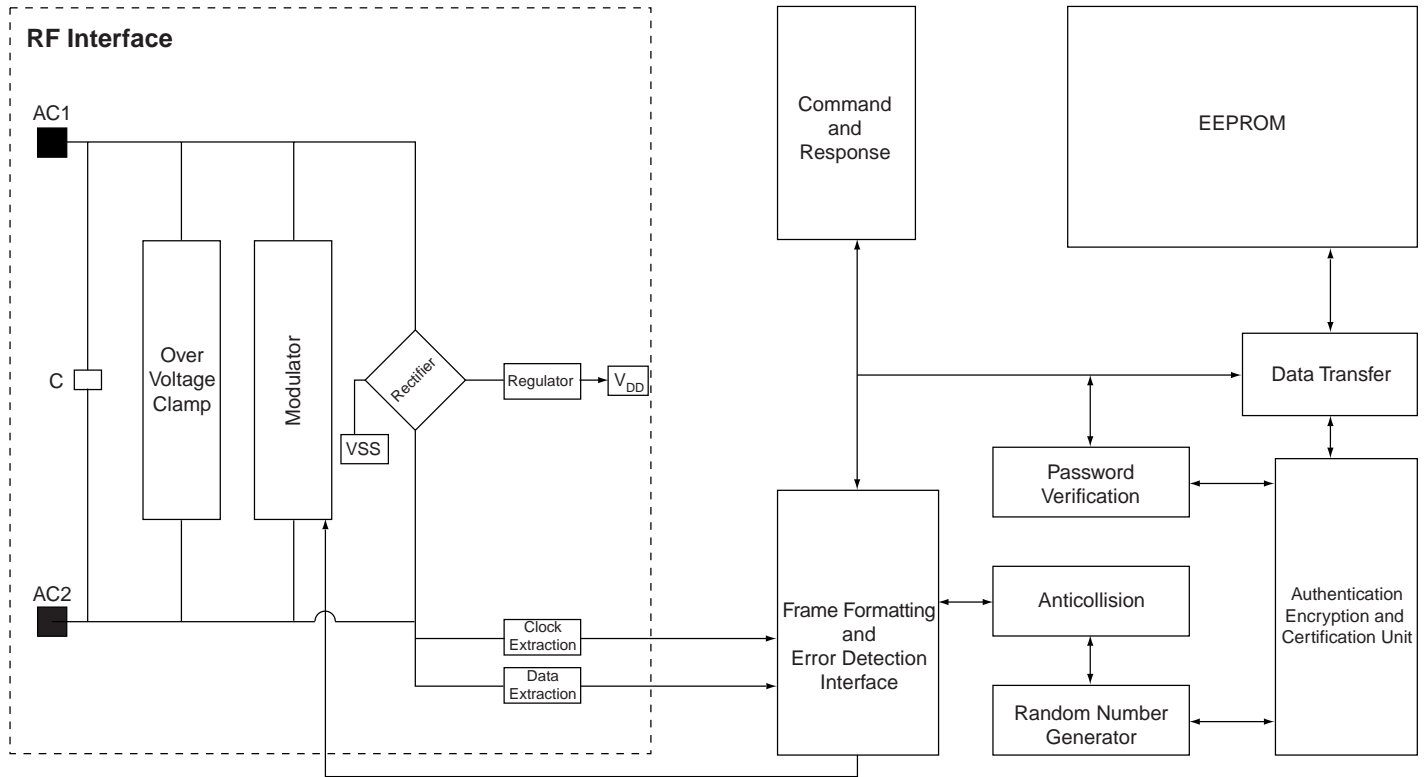 RF Interface
AC1
C
AC2
Over
Voltage
Clamp
Modulator
Rectifier
VSS
Regulator
VDD
Clock
Extraction
Data
Extraction
Command
and
Response
EEPROM
Data Transfer
Password
Verification
Frame Formatting
and
Error Detection
Interface
Anticollision
Random Number
Generator
Authentication
Encryption and
Certification Unit